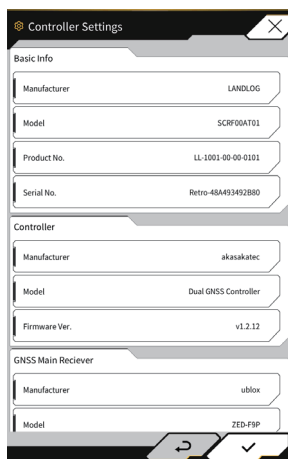 Controller Settings
Basic Info
Manufacturer LANDLOG
Model SCRF00AT01
Product No. LL-1001-00-00-0101
Serial No. Retro-48A493492B80
Controller
Manufacturer akasakatec
Model Dual GNSS Controller
Firmware Ver. v1.2.12
GNSS Main Reciever
Manufacturer ublox
Model ZED-F9P